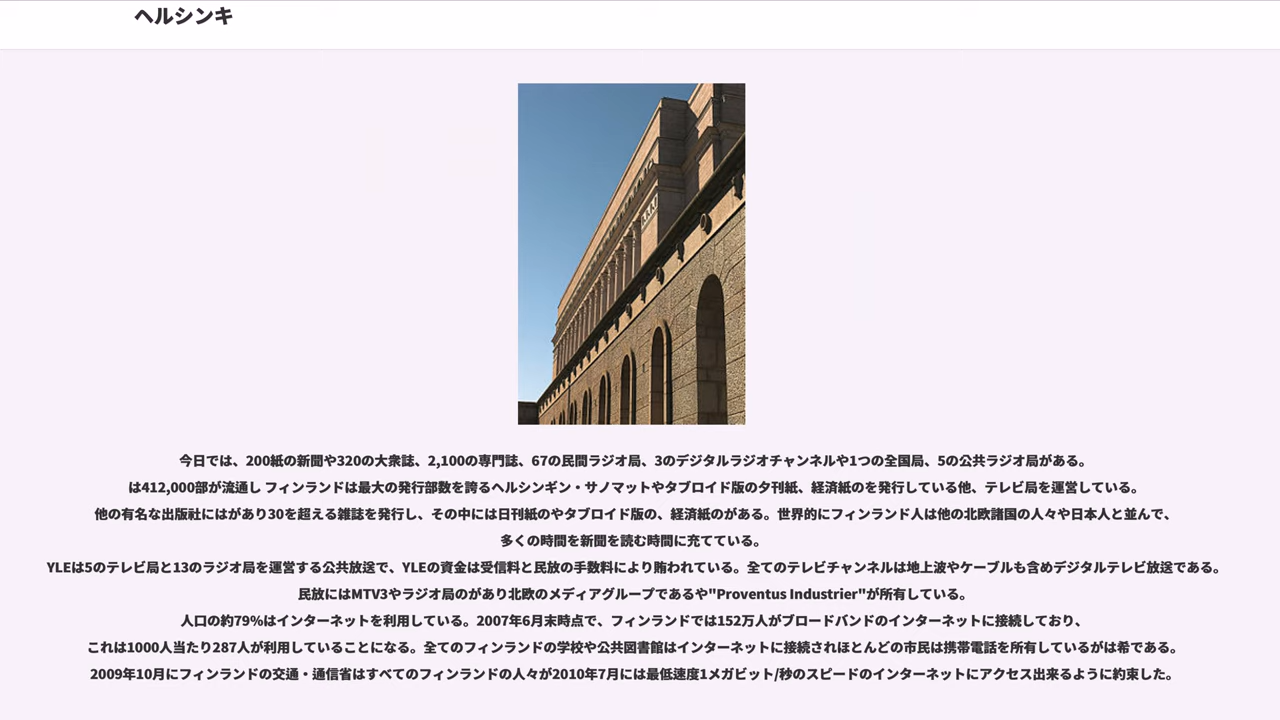 ヘルシンキ
今日では、200紙の新聞や320の大衆誌、2,100の専門誌、67の民間ラジオ局、3のデジタルラジオチャンネルや1つの全国局、5の公共ラジオ局がある。
は412,000部が流通し フィンランドは最大の発行部数を誇るヘルシンギン・サノマットやタブロイド版の夕刊紙、経済紙のを発行している他、テレビ局を運営している。
他の有名な出版社にはがあり30を超える雑誌を発行し、その中には日刊紙のやタブロイド版の、経済紙のがある。世界的にフィンランド人は他の北欧諸国の人々や日本人と並んで、
多くの時間を新聞を読む時間に充てている。
YLEは5のテレビ局と13のラジオ局を運営する公共放送で、YLEの資金は受信料と民放の手数料により賄われている。全てのテレビチャンネルは地上波やケーブルも含めデジタルテレビ放送である。
民放にはMTV3やラジオ局のがあり北欧のメディアグループであるや"Proventus Industrier"が所有している。
人口の約79%はインターネットを利用している。2007年6月末時点で、フィンランドでは152万人がブロードバンドのインターネットに接続しており、
これは1000人当たり287人が利用していることになる。全てのフィンランドの学校や公共図書館はインターネットに接続されほとんどの市民は携帯電話を所有しているがは希である。
2009年10月にフィンランドの交通・通信省はすべてのフィンランドの人々が2010年7月には最低速度1メガビット/秒のスピードのインターネットにアクセス出来るように約束した。